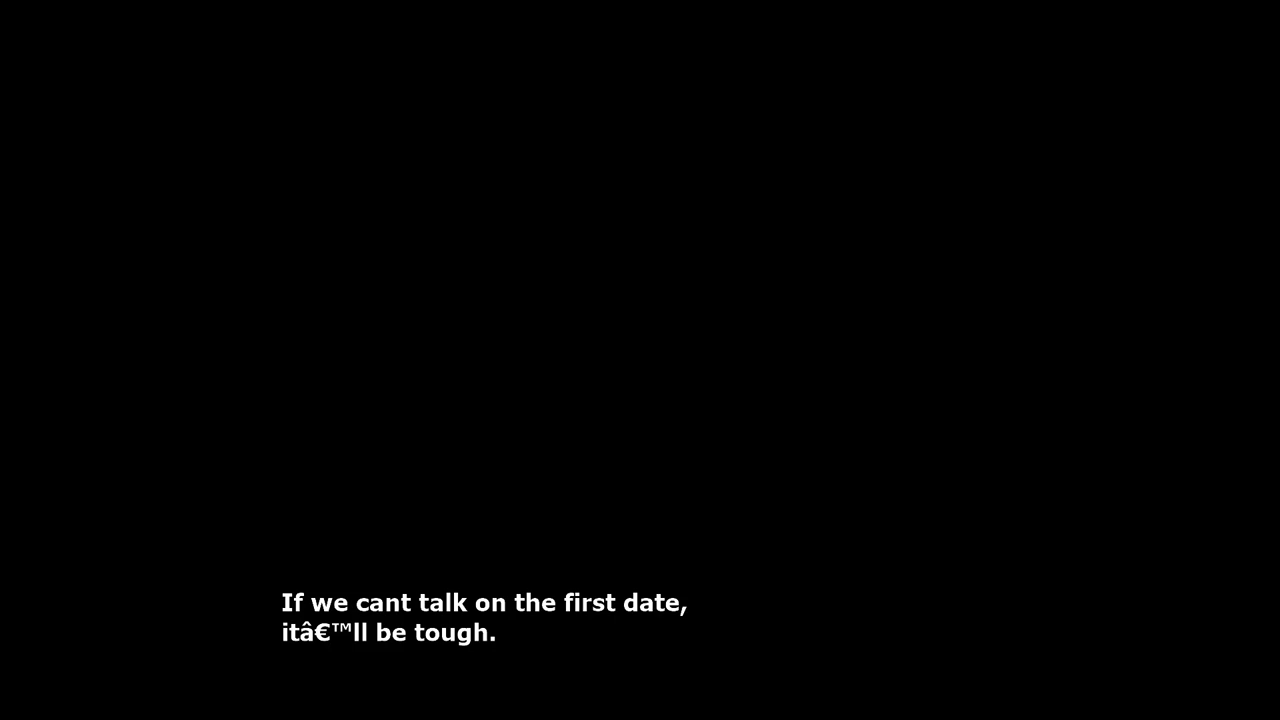 If we cant talk on the first date,
itâ€™ll be tough.